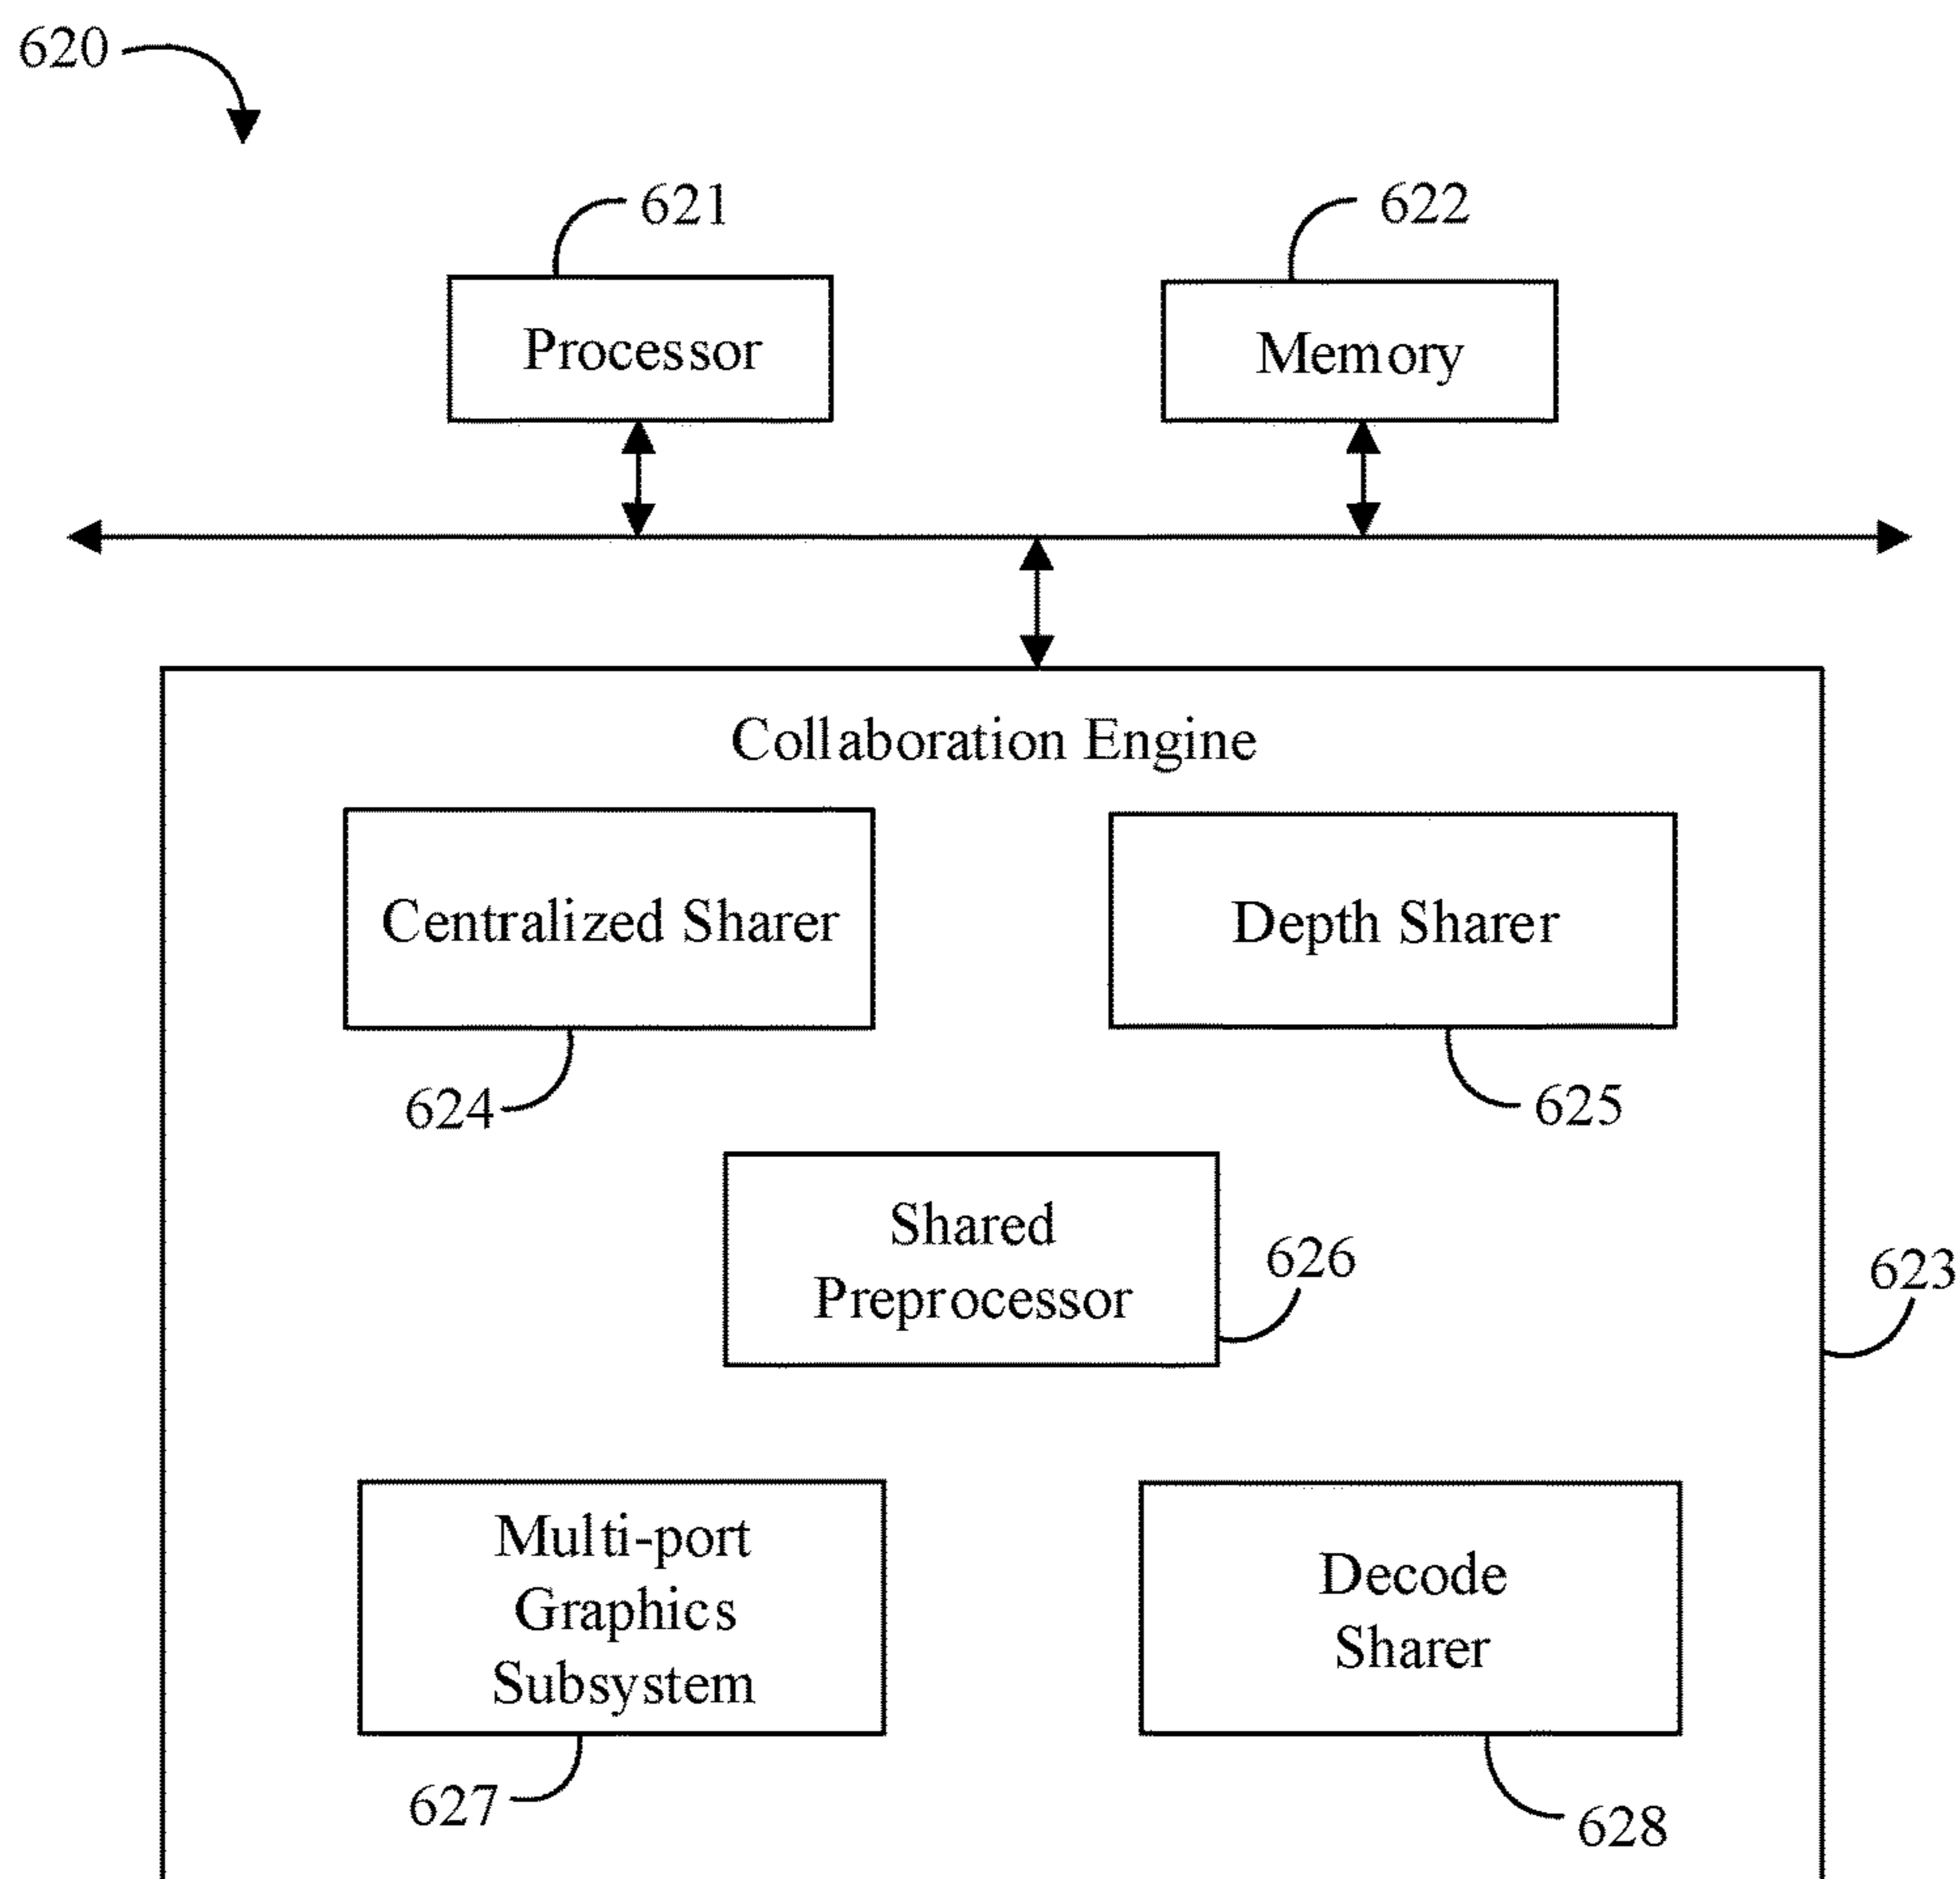 620
621
622
Processor
Memory
Collaboration Engine
Centralized Sharer
Depth Sharer
624
625
Shared
Preprocessor
626
623
Multi-port
Graphics
Subsystem
Decode
Sharer
627
628